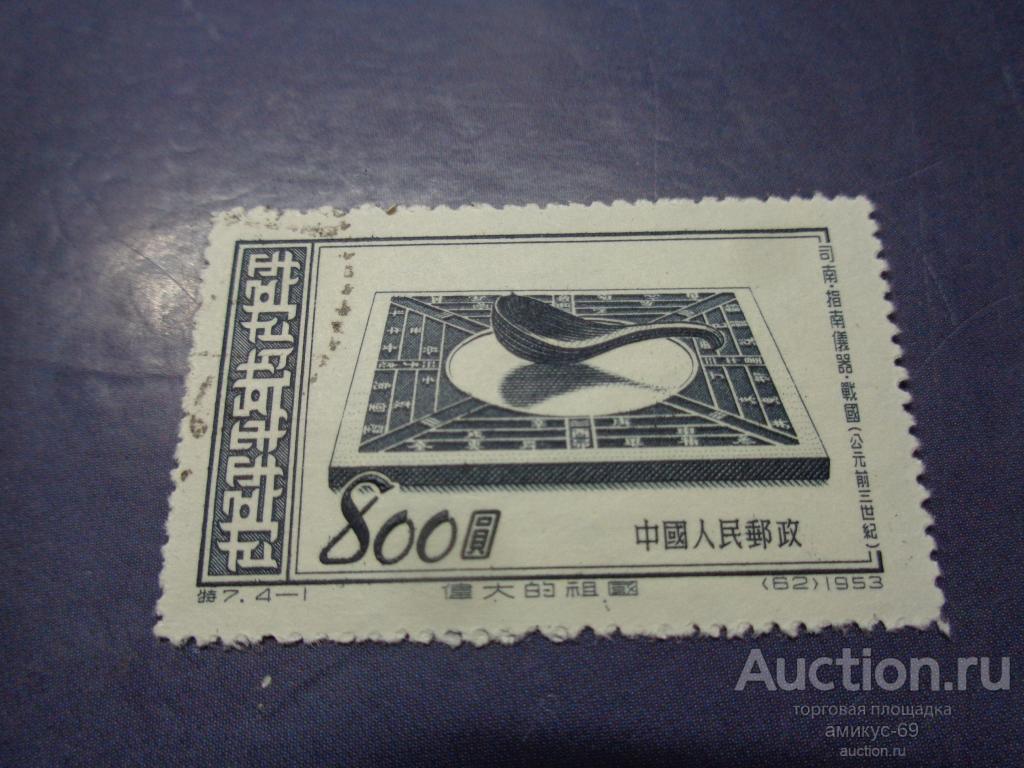 司南·指南儀器·戰國(公元前三世紀)
800圓
中國人民郵政
特7.4-1
偉大的祖國
(62)1953
Auction.ru
торговая площадка
амикус-69
auction.ru